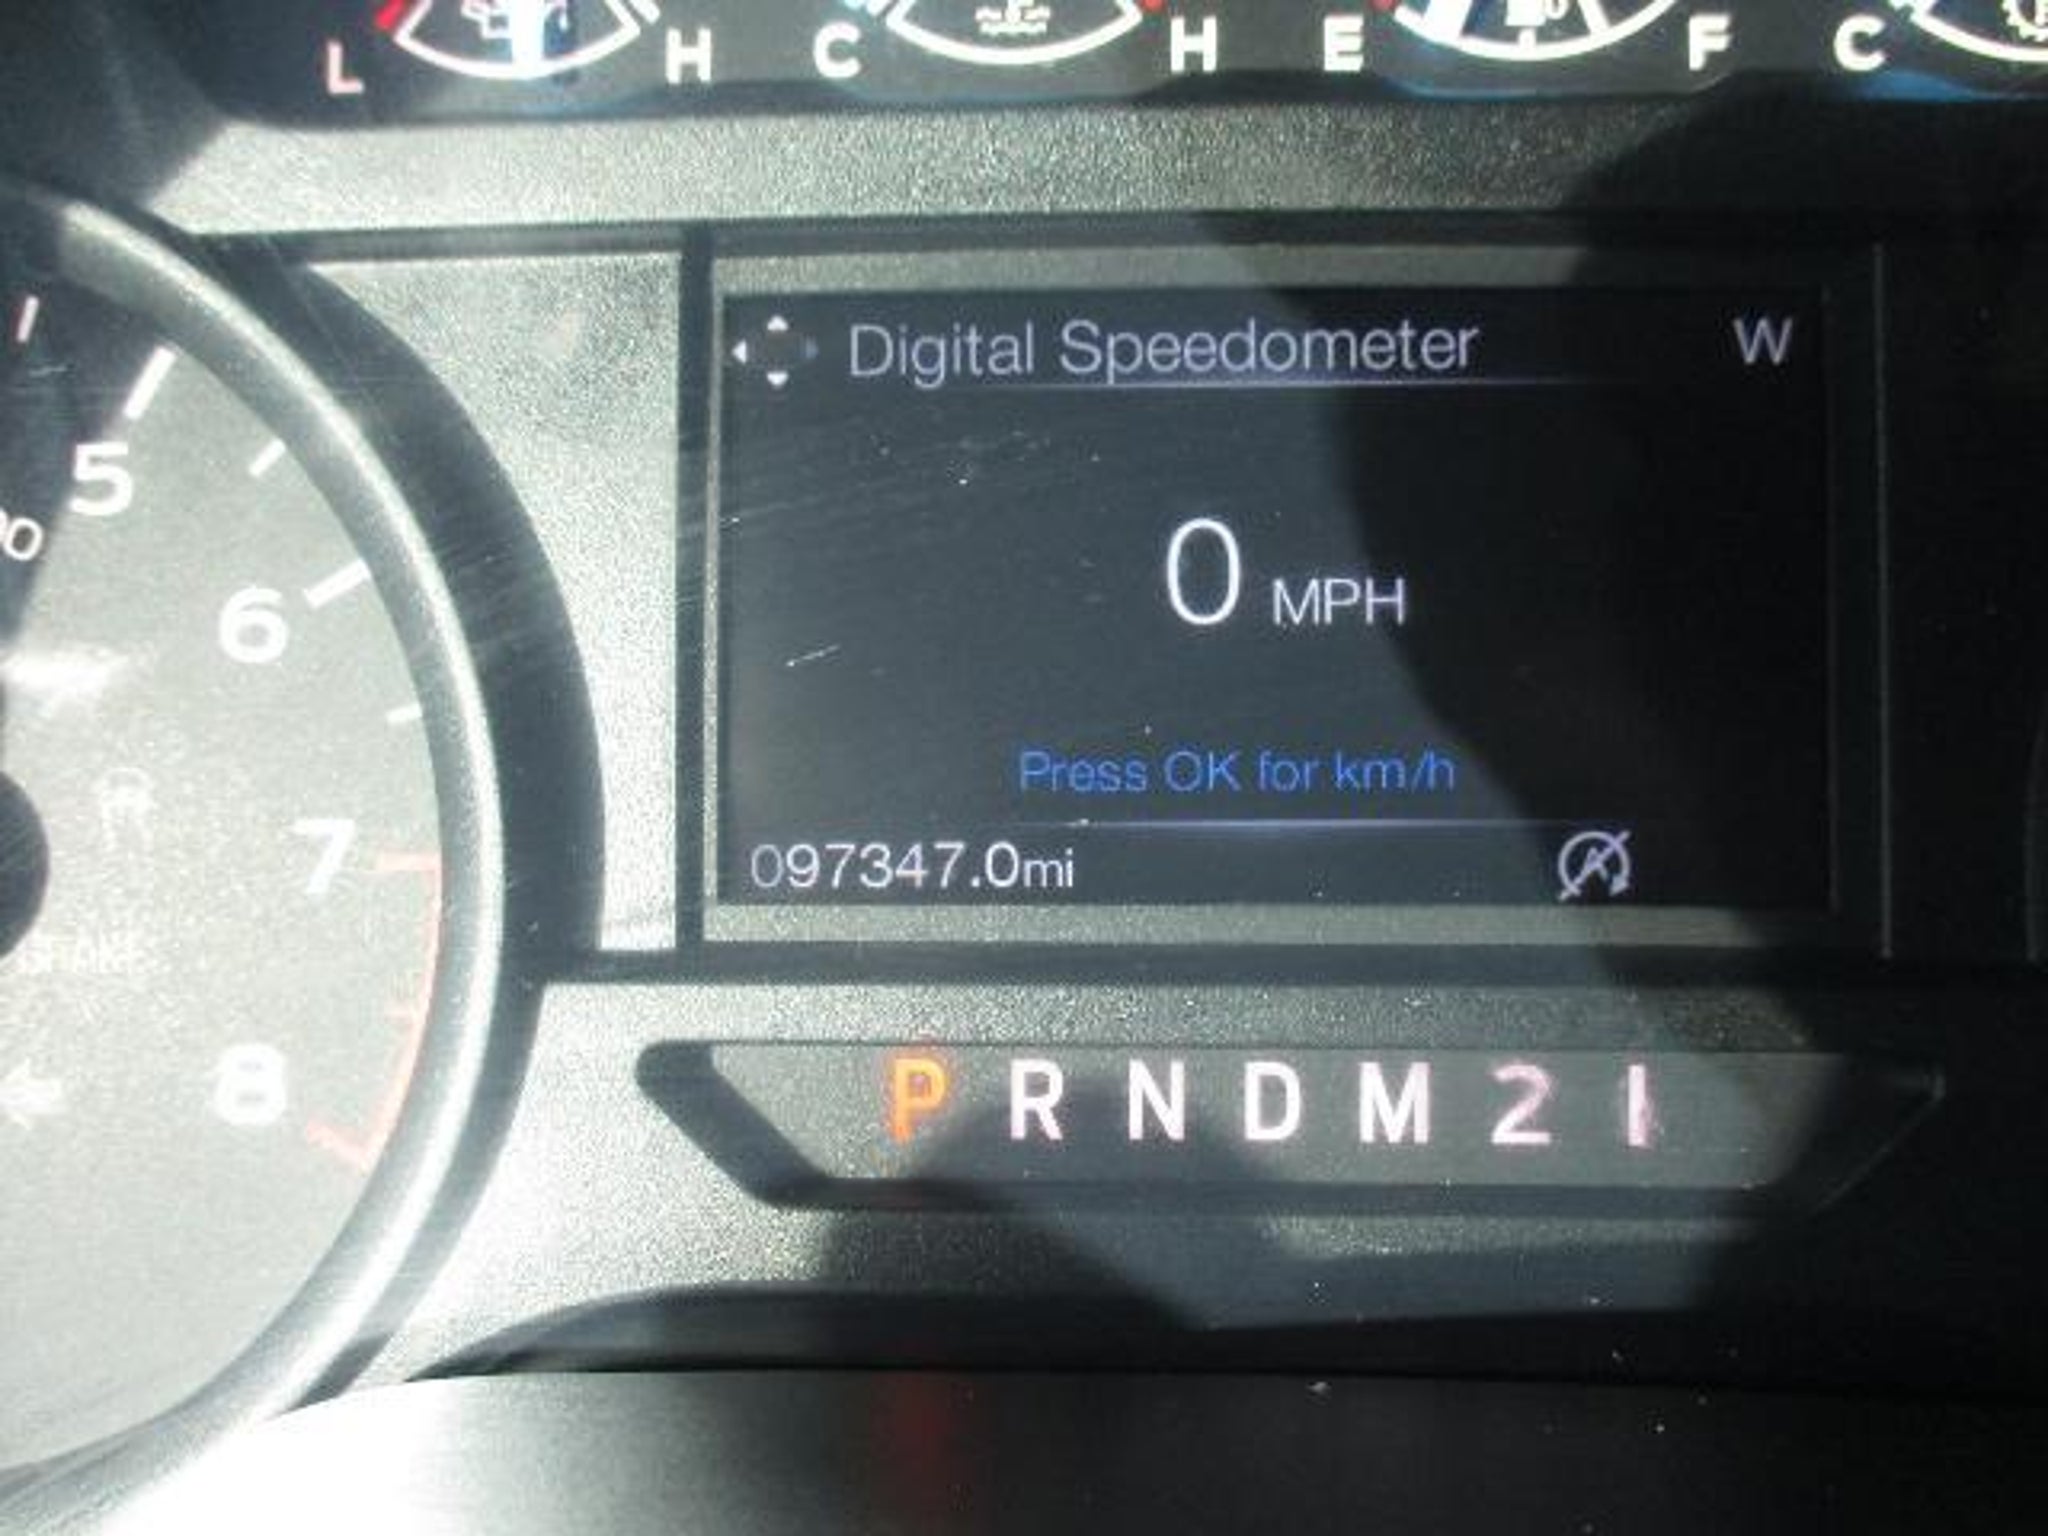 L H C H E F C
Digital Speedometer W
5
0 MPH
6
Press OK for km/h
7
097347.0mi
8
P R N D M 2 1